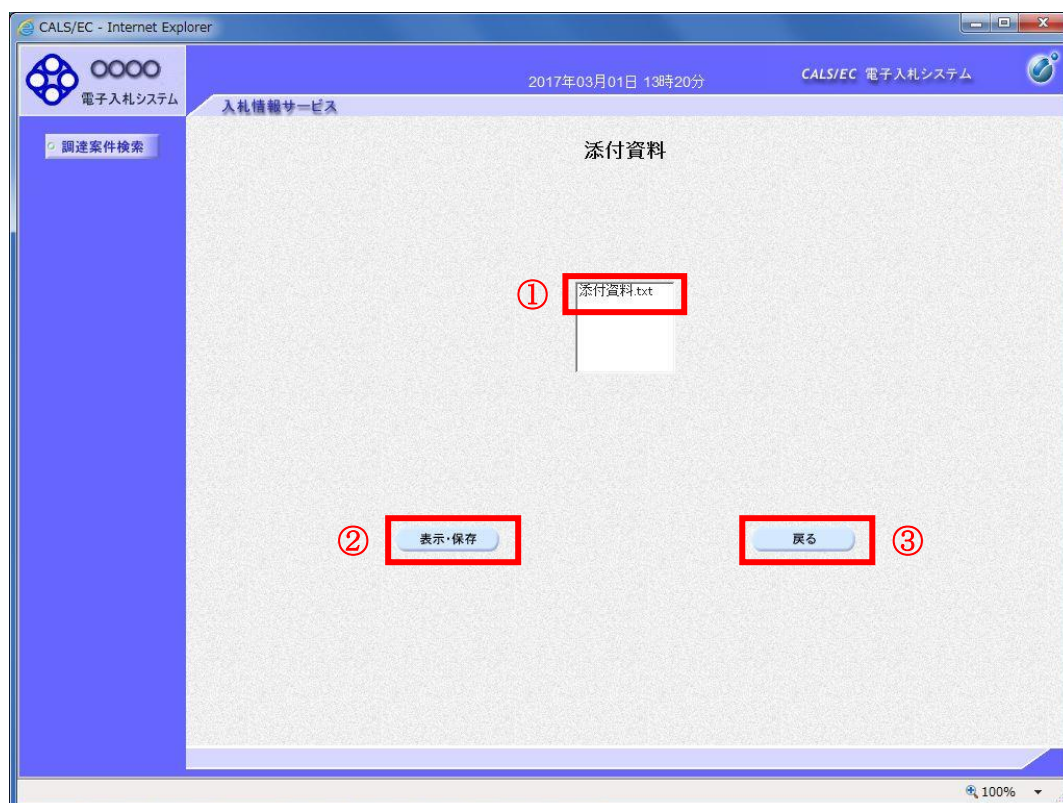 CALS/EC - Internet Explorer
○○○○
電子入札システム
2017年03月01日 13時20分
CALS/EC 電子入札システム
入札情報サービス
調達案件検索
添付資料
① 添付資料.txt
② 表示・保存
戻る ③
100%